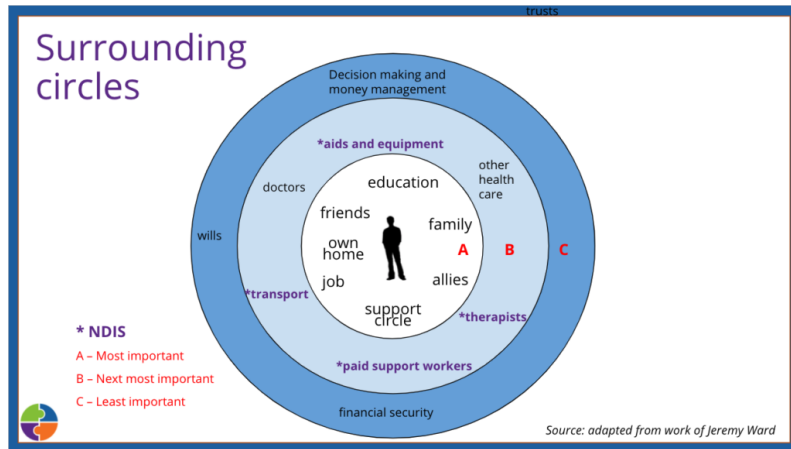 trusts
Surrounding
circles
Decision making and
money management
*aids and equipment
other
health
care
doctors
education
friends
family
wills
own
home
A
B
C
job
allies
*transport
support
circle
*therapists
* NDIS
A – Most important
*paid support workers
B – Next most important
C – Least important
financial security
Source: adapted from work of Jeremy Ward